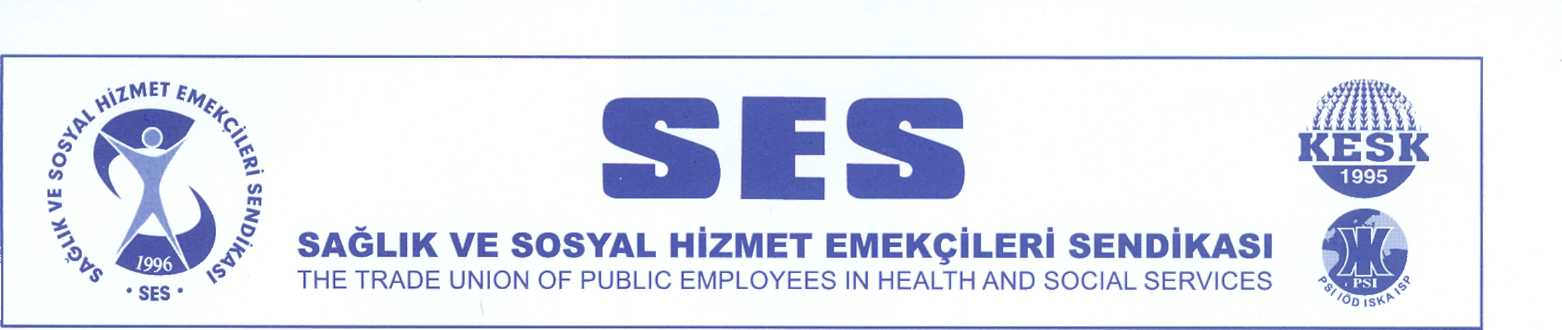 SAĞLIK VE SOSYAL HİZMET EMEKÇİLERİ SENDİKASI
1996
• SES •
SES
SAĞLIK VE SOSYAL HİZMET EMEKÇİLERİ SENDİKASI
THE TRADE UNION OF PUBLIC EMPLOYEES IN HEALTH AND SOCIAL SERVICES
KESK
1995
PSI
PSI IÖD ISKA ISP